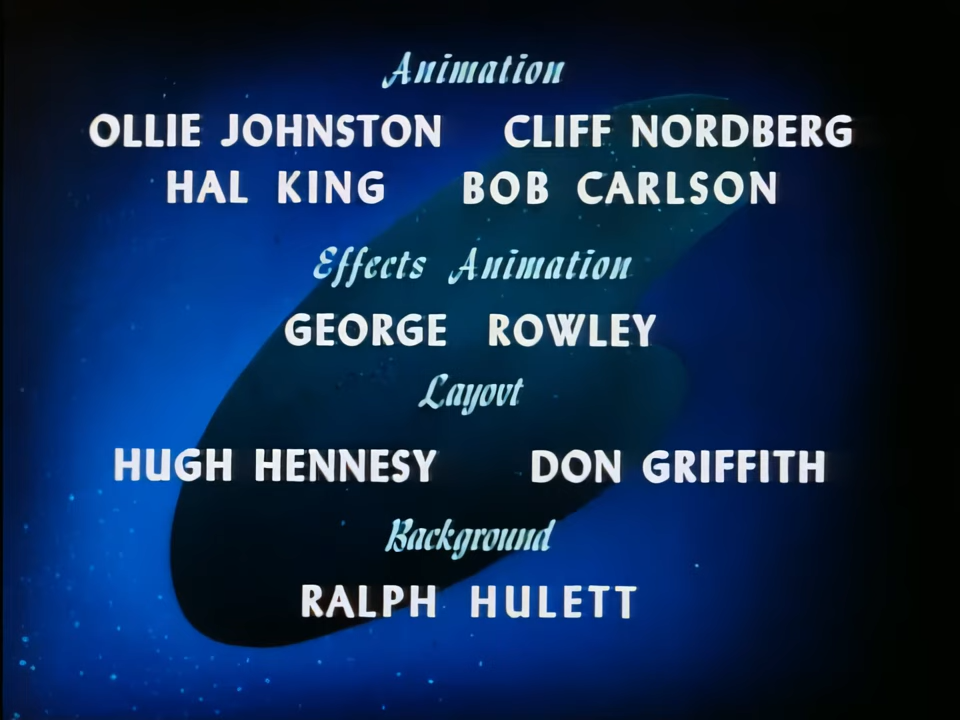 Animation
OLLIE JOHNSTON CLIFF NORDBERG
HAL KING BOB CARLSON
Effects Animation
GEORGE ROWLEY
Layout
HUGH HENNESY DON GRIFFITH
Background
RALPH HULETT